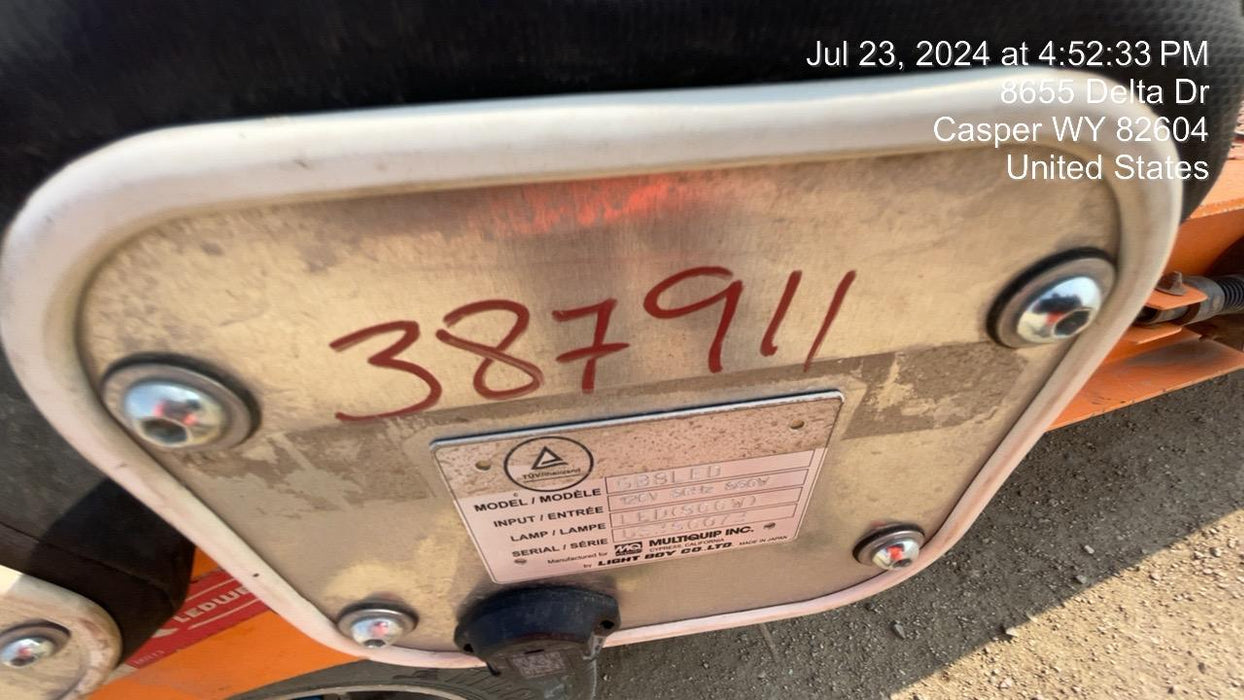 Jul 23, 2024 at 4:52:33 PM
8655 Delta Dr
Casper WY 82604
United States
387911
TÜVRheinland
MODEL / MODÈLE
INPUT / ENTRÉE
LAMP / LAMPE
SERIAL / SÉRIE
Manufactured for MQ MULTIQUIP INC.
CYPRESS, CALIFORNIA MADE IN JAPAN
by LIGHT BOY CO. LTD.